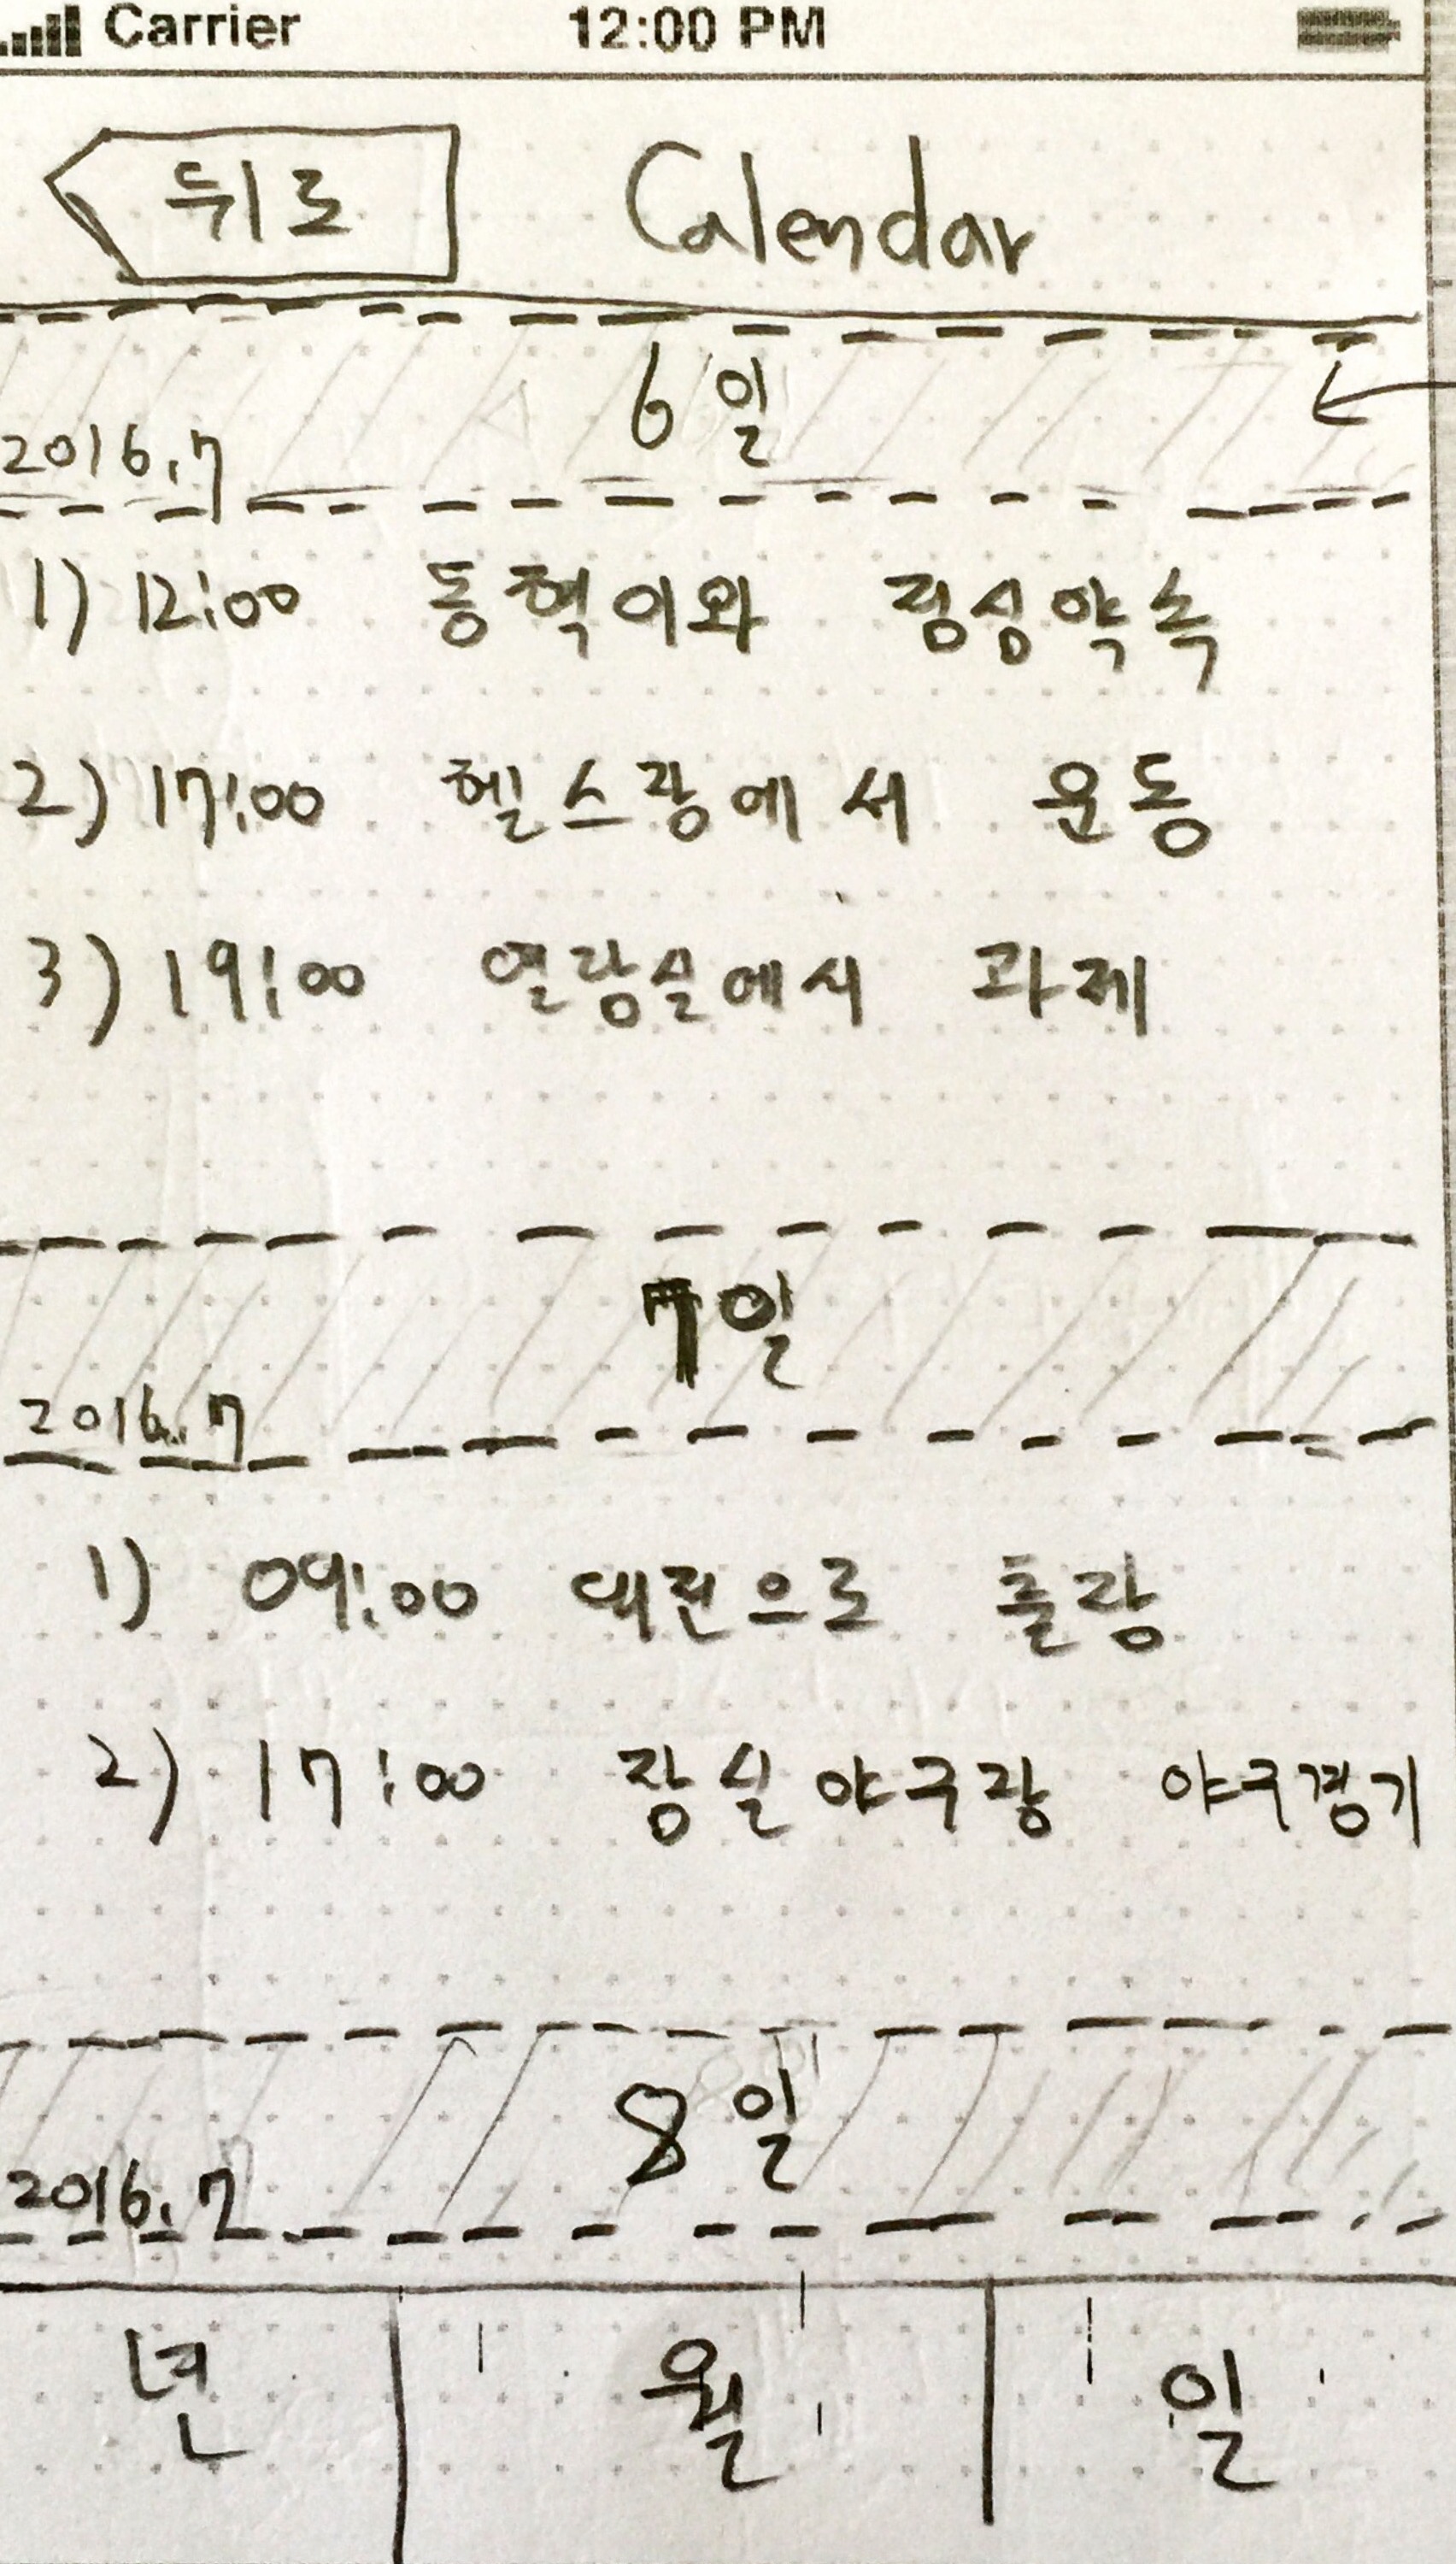 Carrier 12:00 PM
뒤로 Calendar
6일
2016.7
1) 12:00 동혁이와 점심약속
2) 17:00 헬스장에서 운동
3) 19:00 열람실에서 과제
7일
2016.7
1) 09:00 대전으로 출장
2) 17:00 잠실야구장 야구경기
8일
2016.7
년 월 일